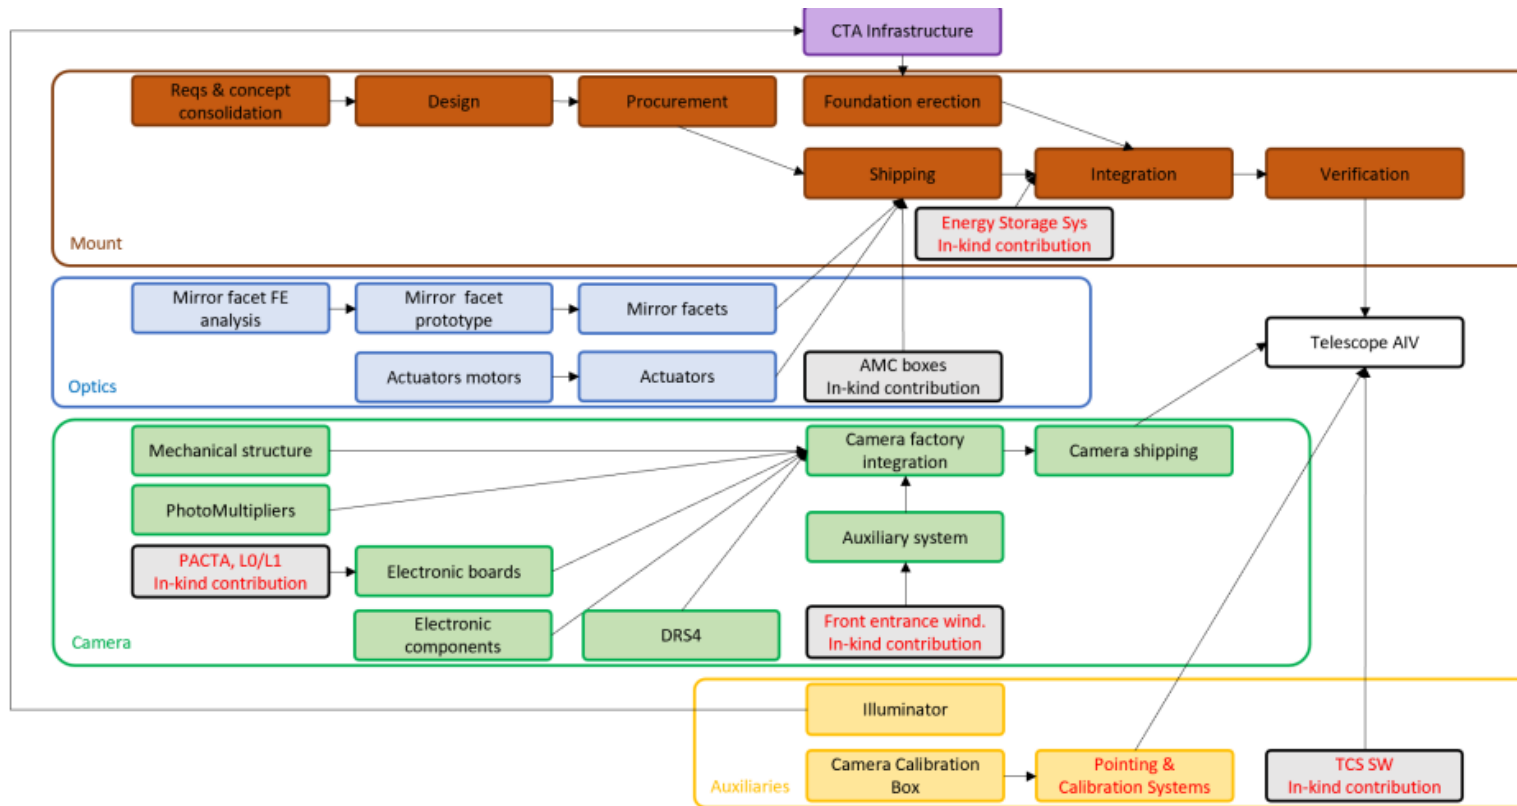 CTA Infrastructure
Reqs & concept
consolidation
Design
Procurement
Foundation erection
Shipping
Integration
Verification
Energy Storage Sys
In-kind contribution
Mount
Mirror facet FE
analysis
Mirror facet
prototype
Mirror facets
Telescope AIV
Actuators motors
Actuators
AMC boxes
In-kind contribution
Optics
Mechanical structure
Camera factory
integration
Camera shipping
PhotoMultipliers
Auxiliary system
PACTA, L0/L1
In-kind contribution
Electronic boards
Electronic
components
DRS4
Front entrance wind.
In-kind contribution
Camera
Illuminator
Camera Calibration
Box
Pointing &
Calibration Systems
TCS SW
In-kind contribution
Auxiliaries